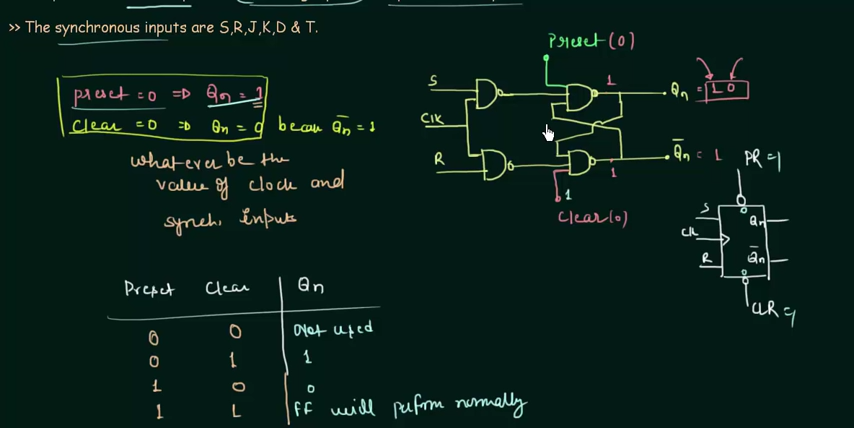 >> The synchronous inputs are S,R,J,K,D & T.
Preset (0)
preset = 0 ⇒ Qn = 1
clear = 0 ⇒ Qn = 0 becau Q̅n = 1
whatever be the
value of clock and
synch. Inputs
S
CLK
R
1
Qn = 1 0
Q̅n = 1
1
1
Clear (0)
PR = 1
S
Clk
R
Qn
Q̅n
CLR = 1
Preset Clear Qn
0 0 Not used
0 1 1
1 0 0
1 1 FF will perform normally